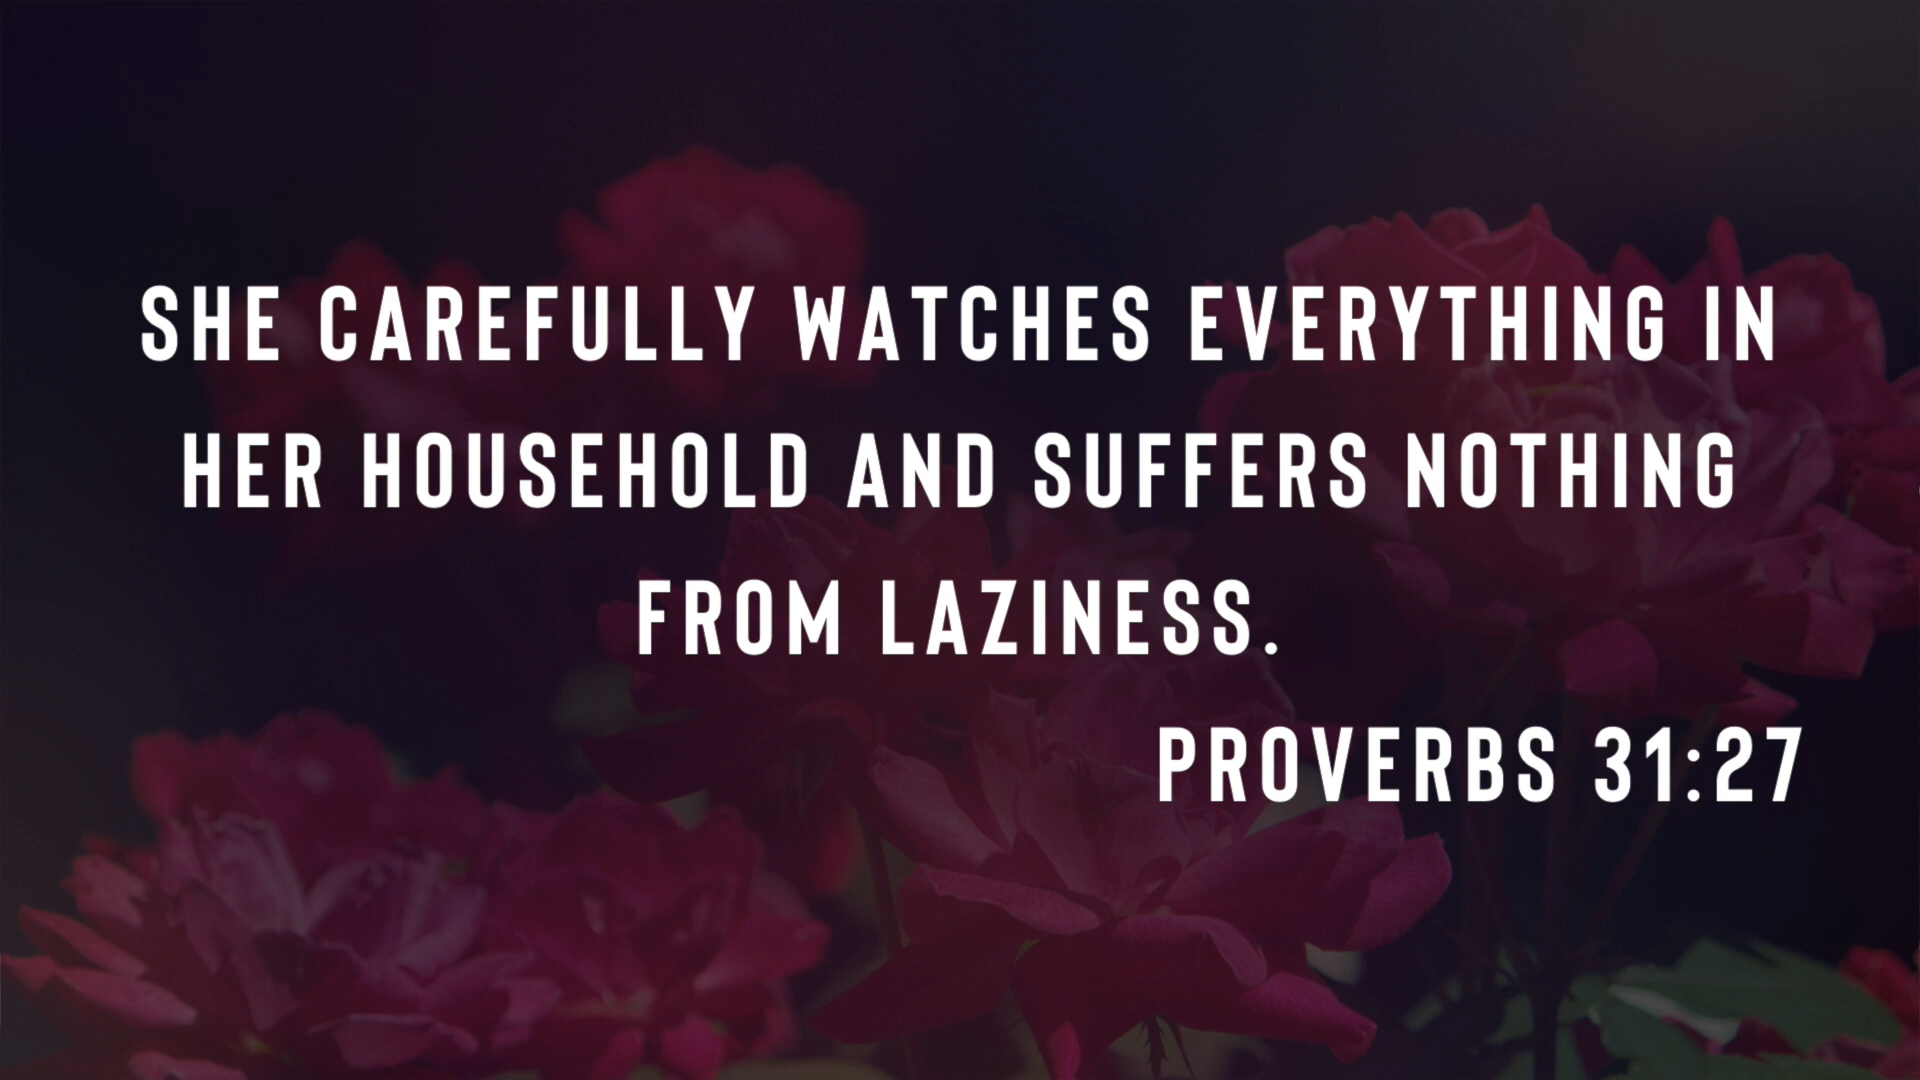 SHE CAREFULLY WATCHES EVERYTHING IN
HER HOUSEHOLD AND SUFFERS NOTHING
FROM LAZINESS.
PROVERBS 31:27